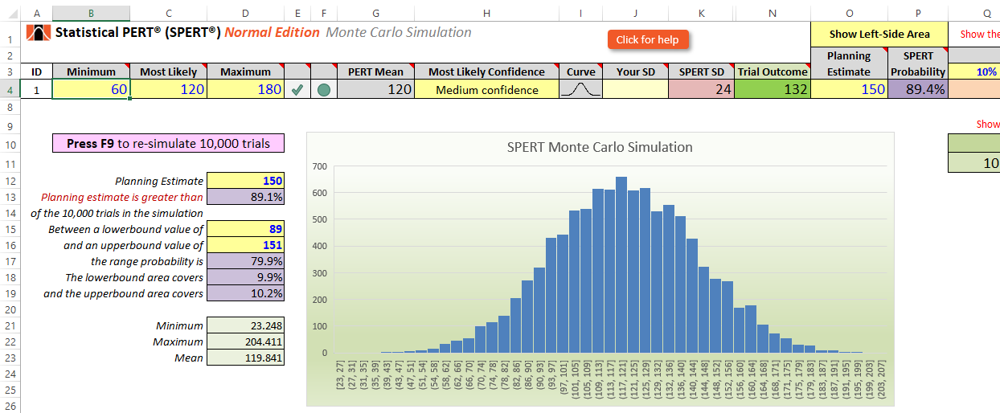 A B C D E F G H I J K N O P Q
1 Statistical PERT® (SPERT®) Normal Edition Monte Carlo Simulation Click for help Show Left-Side Area Show the
2 Planning SPERT
3 ID Minimum Most Likely Maximum PERT Mean Most Likely Confidence Curve Your SD SPERT SD Trial Outcome Estimate Probability 10%
4 1 60 120 180 120 Medium confidence 24 132 150 89.4%
8
9 Show
10 Press F9 to re-simulate 10,000 trials
11 10
12 Planning Estimate 150
13 Planning estimate is greater than 89.1%
14 of the 10,000 trials in the simulation
15 Between a lowerbound value of 89
16 and an upperbound value of 151
17 the range probability is 79.9%
18 The lowerbound area covers 9.9%
19 and the upperbound area covers 10.2%
20
21 Minimum 23.248
22 Maximum 204.411
23 Mean 119.841
24
25
26
SPERT Monte Carlo Simulation
700
600
500
400
300
200
100
0
[23, 27] (27, 31] (31, 35] (35, 39] (39, 43] (43, 47] (47, 51] (51, 54] (54, 58] (58, 62] (62, 66] (66, 70] (70, 74] (74, 78] (78, 82] (82, 86] (86, 90] (90, 93] (93, 97] (97, 101] (101, 105] (105, 109] (109, 113] (113, 117] (117, 121] (121, 125] (125, 129] (129, 132] (132, 136] (136, 140] (140, 144] (144, 148] (148, 152] (152, 156] (156, 160] (160, 164] (164, 168] (168, 171] (171, 175] (175, 179] (179, 183] (183, 187] (187, 191] (191, 195] (195, 199] (199, 203] (203, 207]